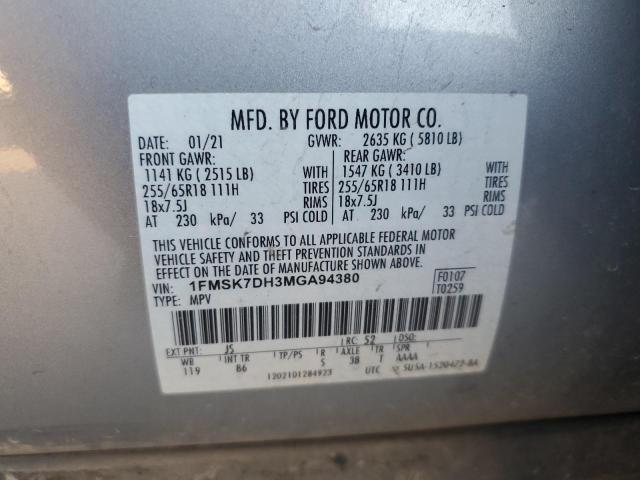 MFD. BY FORD MOTOR CO.
DATE: 01/21 GVWR: 2635 KG ( 5810 LB)
FRONT GAWR: REAR GAWR:
1141 KG ( 2515 LB) WITH 1547 KG ( 3410 LB)
255/65R18 111H TIRES 255/65R18 111H
18x7.5J RIMS 18x7.5J
AT 230 kPa/ 33 PSI COLD AT 230 kPa/ 33 PSI COLD
WITH
TIRES
RIMS
THIS VEHICLE CONFORMS TO ALL APPLICABLE FEDERAL MOTOR
VEHICLE SAFETY AND THEFT PREVENTION STANDARDS IN
EFFECT ON THE DATE OF MANUFACTURE SHOWN ABOVE.
VIN: 1FMSK7DH3MGA94380 F0107
TYPE: MPV T0259
EXT PNT: JS RC: 52 DSO:
WB INT TR TP/PS R AXLE TR SPR
119 86 S 38 T AAAA
1202101284923 UTC